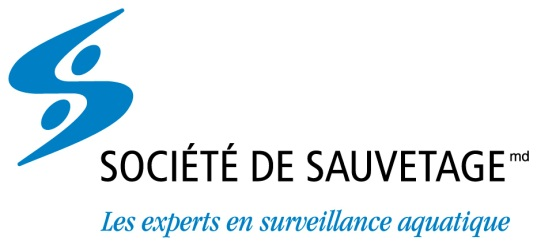 SOCIÉTÉ DE SAUVETAGE md
Les experts en surveillance aquatique